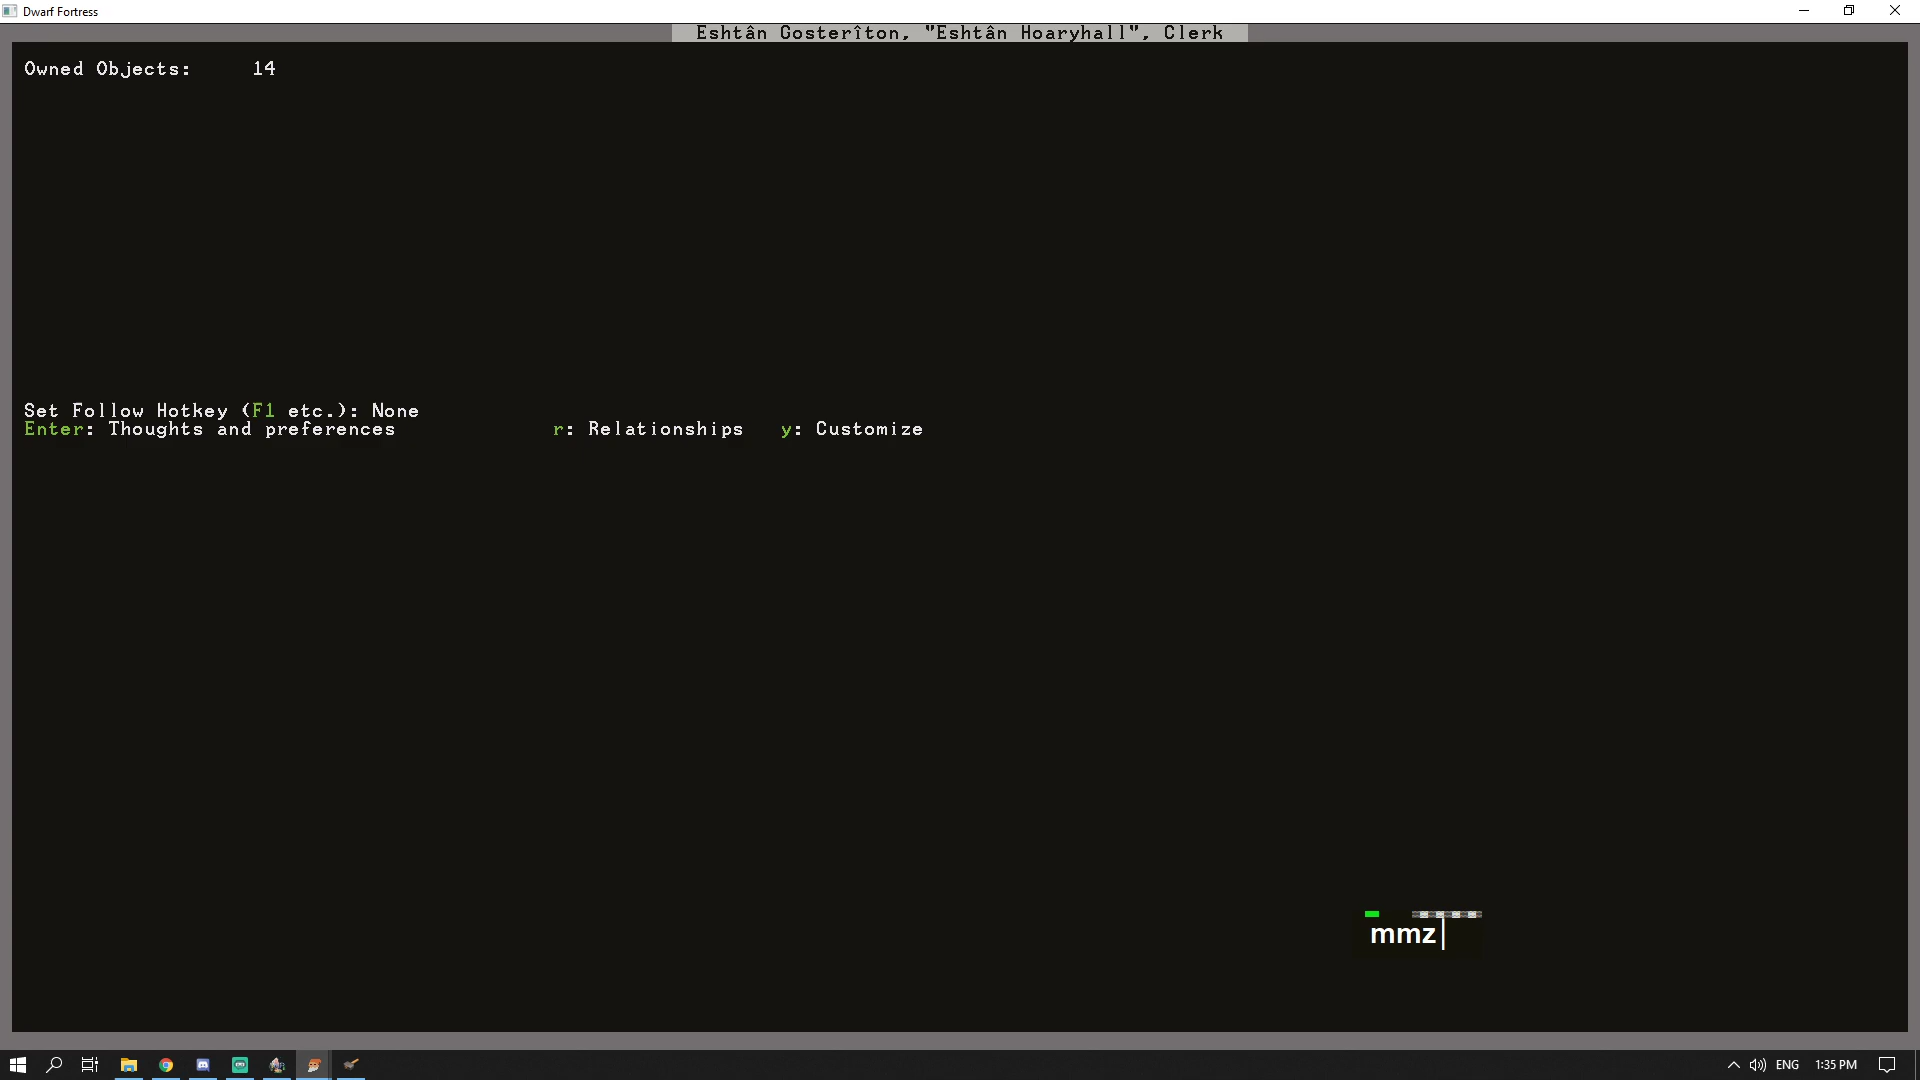 Dwarf Fortress
Eshtân Gosterîton, "Eshtân Hoaryhall", Clerk
Owned Objects: 14
Set Follow Hotkey (F1 etc.): None
Enter: Thoughts and preferences r: Relationships y: Customize
mmz
ENG 1:35 PM